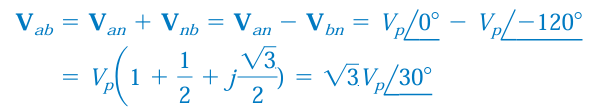 V_ab = V_an + V_nb = V_an − V_bn = V_p/0° − V_p/−120°
= V_p(1 + 1/2 + j√3/2) = √3V_p/30°